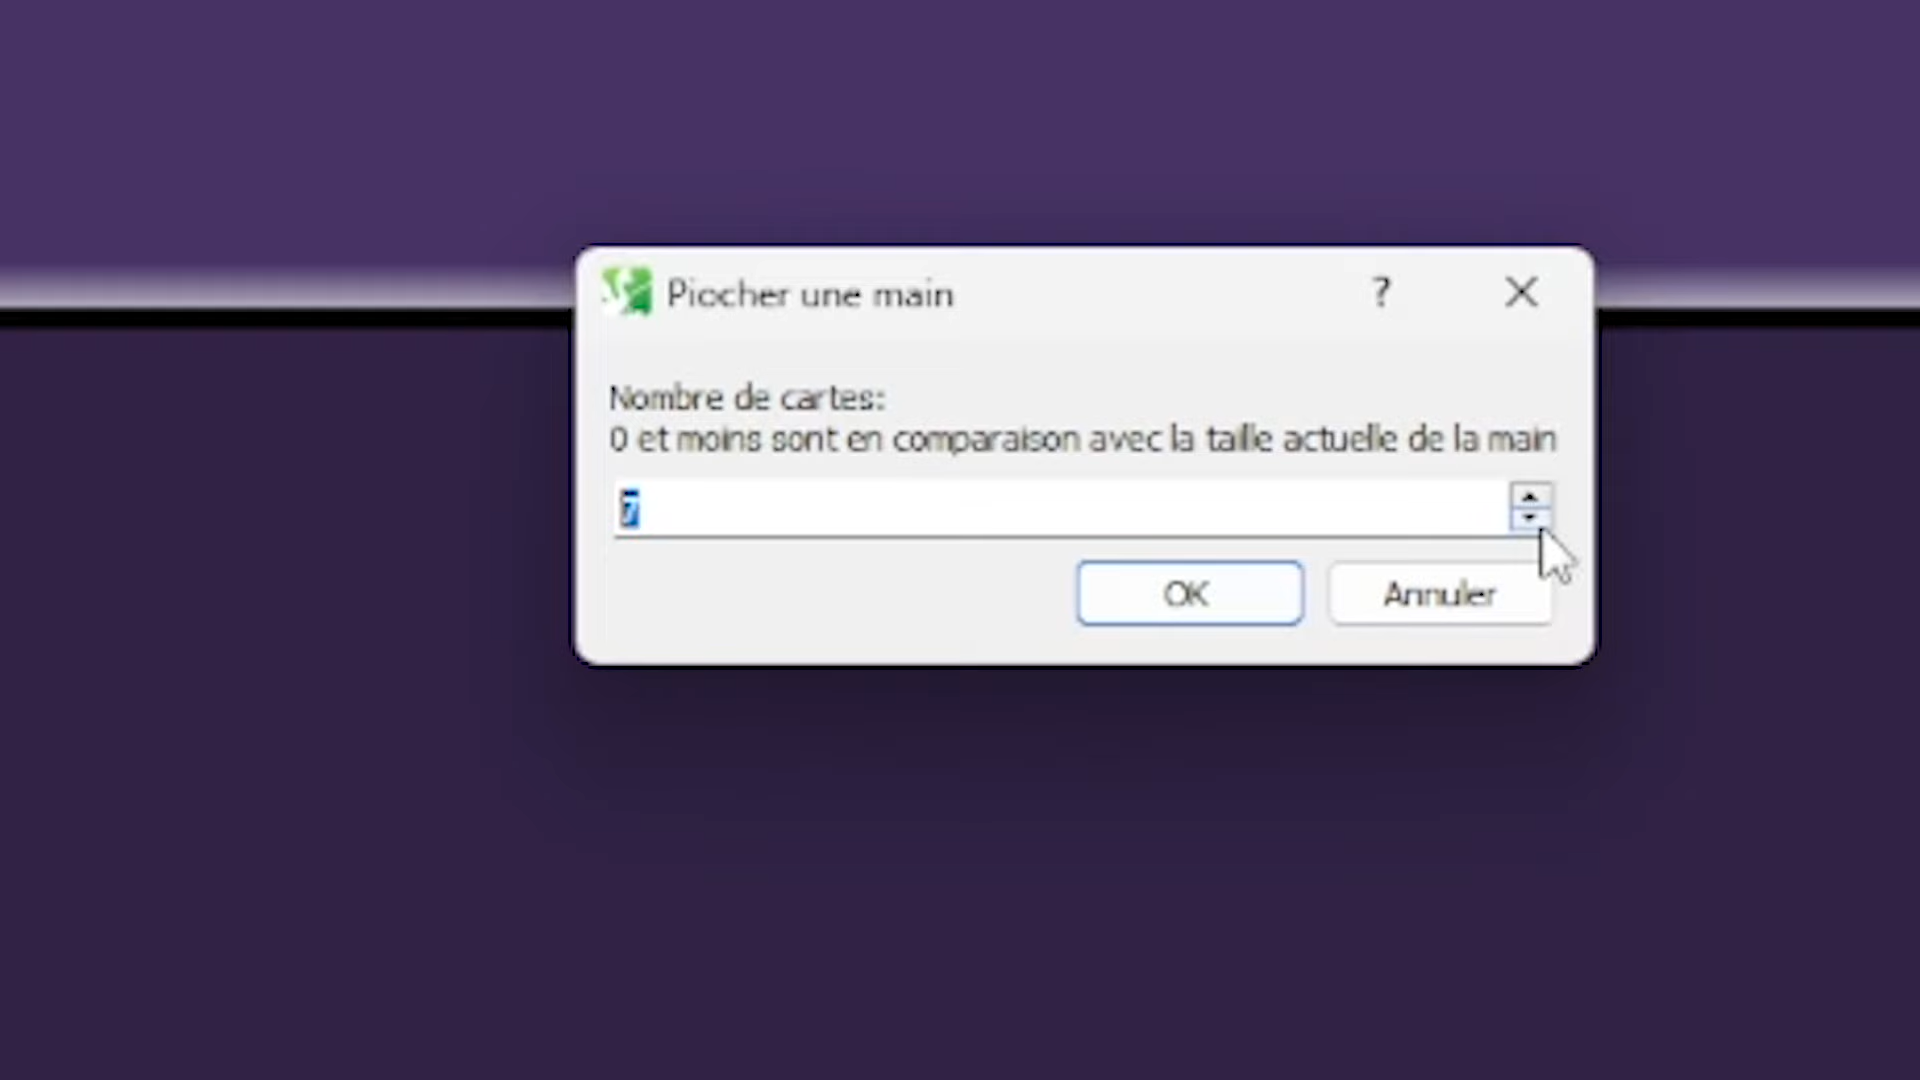 Piocher une main
?
Nombre de cartes:
0 et moins sont en comparaison avec la taille actuelle de la main
7
OK
Annuler